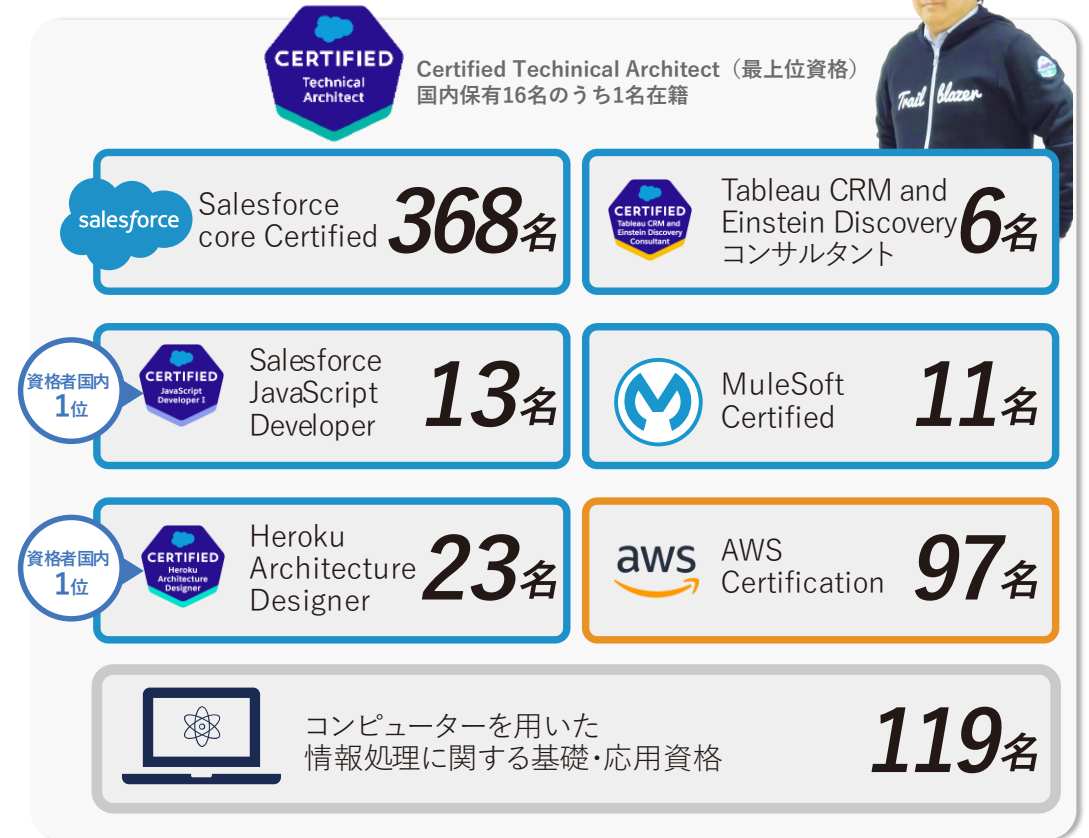 CERTIFIED
Technical
Architect
Certified Techinical Architect（最上位資格）
国内保有16名のうち1名在籍
Trail blazer
salesforce
Salesforce
core Certified
368名
CERTIFIED
Tableau CRM and
Einstein Discovery
Consultant
Tableau CRM and
Einstein Discovery
コンサルタント
6名
資格者国内
1位
CERTIFIED
JavaScript
Developer I
Salesforce
JavaScript
Developer
13名
MuleSoft
Certified
11名
資格者国内
1位
CERTIFIED
Heroku
Architecture
Designer
Heroku
Architecture
Designer
23名
aws
AWS
Certification
97名
コンピューターを用いた
情報処理に関する基礎・応用資格
119名